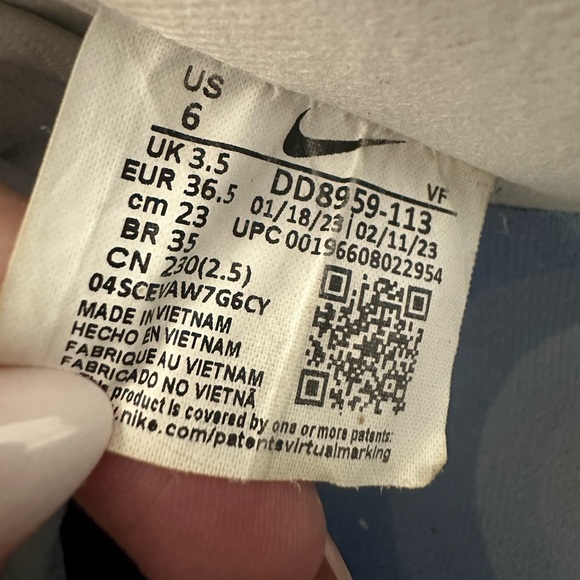 US
6
UK 3.5
EUR 36.5
cm 23
BR 35
CN 230(2.5)
VF
DD8959-113
01/18/23|02/11/23
UPC 00196608022954
04SCEVAW7G6CY
MADE IN VIETNAM
HECHO EN VIETNAM
FABRIQUE AU VIETNAM
FABRICADO NO VIETNÃ
This product is covered by one or more patents:
.nike.com/patentsvirtualmarking